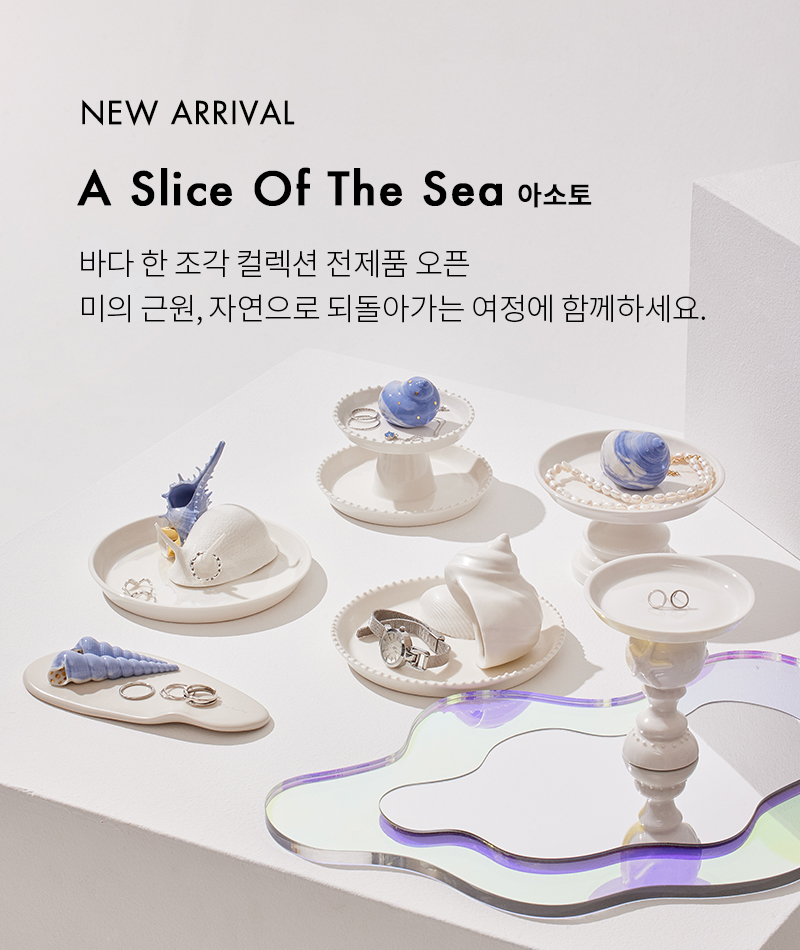 NEW ARRIVAL
A Slice Of The Sea 아소토
바다 한 조각 컬렉션 전제품 오픈
미의 근원, 자연으로 되돌아가는 여정에 함께하세요.